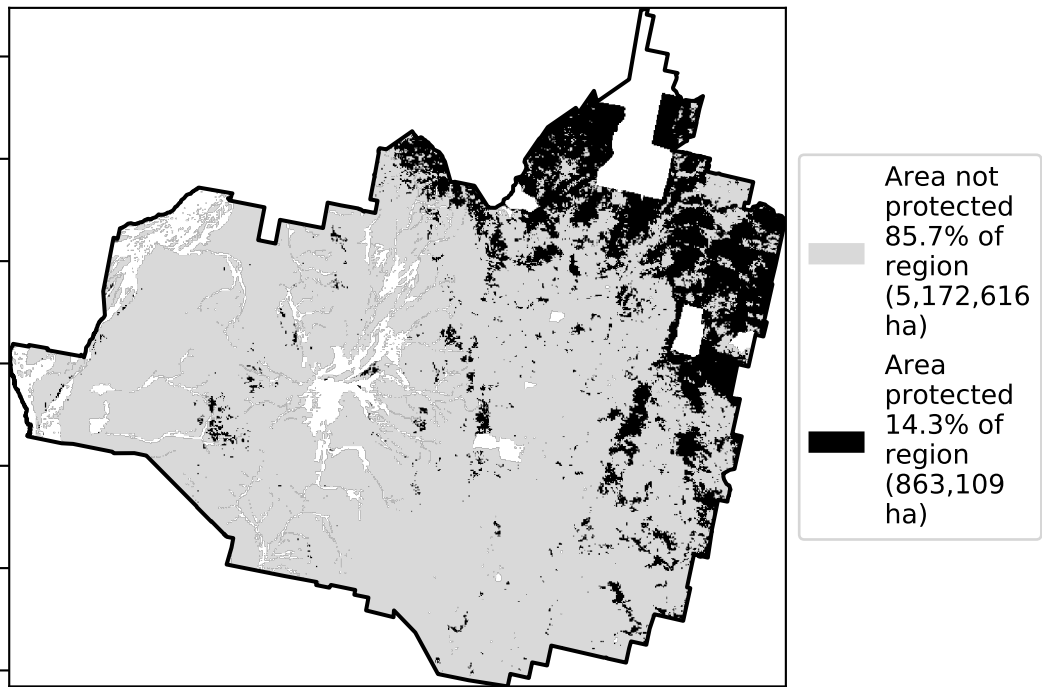 Area not
protected
85.7% of
region
(5,172,616
ha)
Area
protected
14.3% of
region
(863,109
ha)